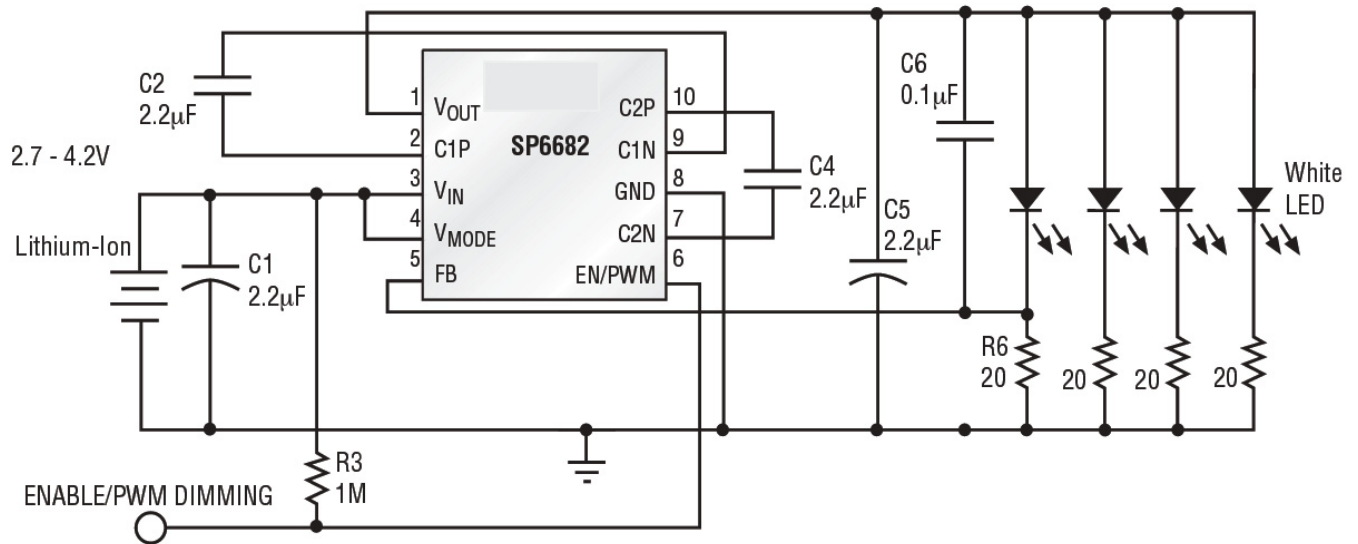 C2
2.2μF
2.7 - 4.2V
Lithium-Ion
C1
2.2μF
1
VOUT
2
C1P
3
VIN
4
VMODE
5
FB
SP6682
10
C2P
9
C1N
8
GND
7
C2N
6
EN/PWM
C4
2.2μF
C5
2.2μF
C6
0.1μF
White
LED
R6
20
20
20
20
R3
1M
ENABLE/PWM DIMMING